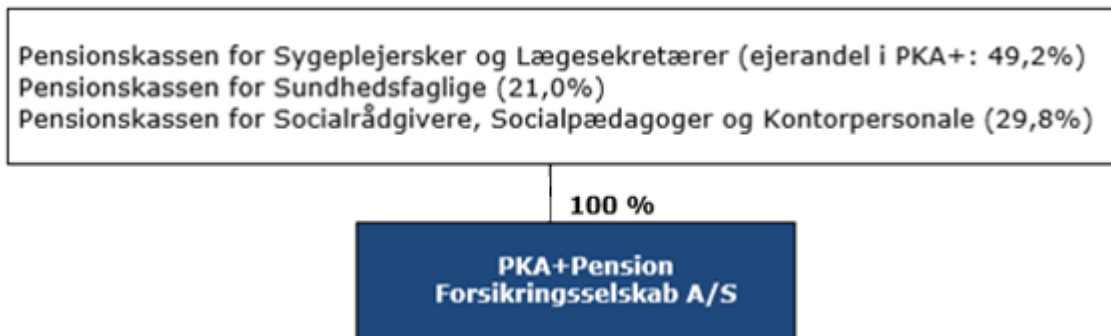 Pensionskassen for Sygeplejersker og Lægesekretærer (ejerandel i PKA+: 49,2%)
Pensionskassen for Sundhedsfaglige (21,0%)
Pensionskassen for Socialrådgivere, Socialpædagoger og Kontorpersonale (29,8%)
100 %
PKA+Pension
Forsikringsselskab A/S